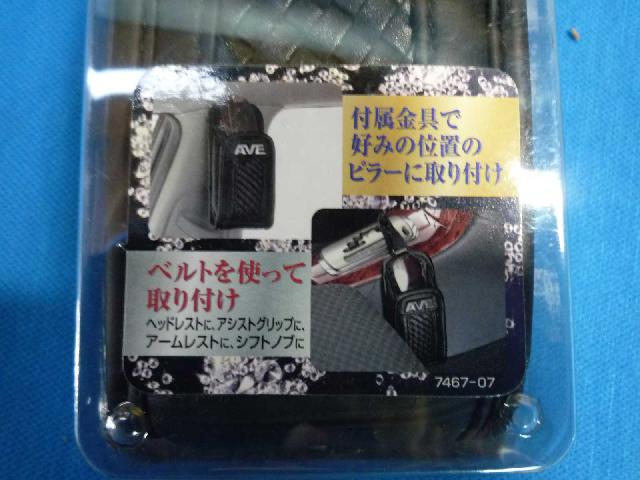 AVE
付属金具で
好みの位置の
ピラーに取り付け
AVE
ベルトを使って
取り付け
ヘッドレストに、アシストグリップに、
アームレストに、シフトノブに
7467-07